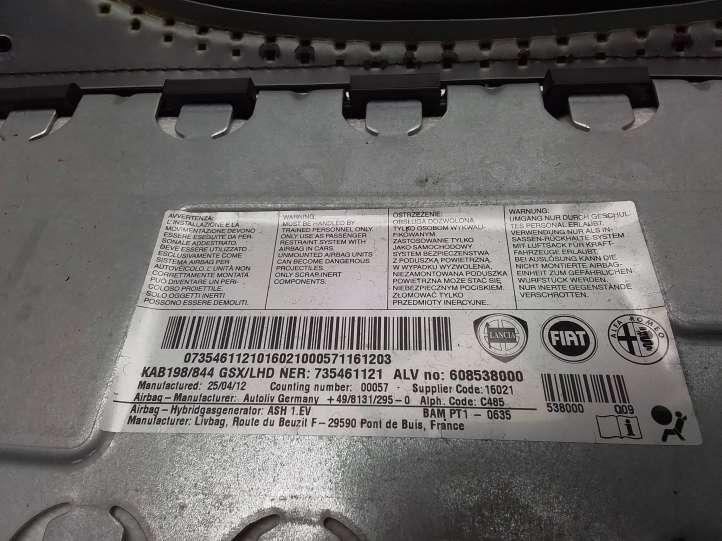 AVVERTENZA:
L'INSTALLAZIONE E LA
MOVIMENTAZIONE DEVONO
ESSERE ESEGUITE DA PER-
SONALE ADDESTRATO.
DEVE ESSERE UTILIZZATO
ESCLUSIVAMENTE COME
SISTEMA AIRBAG PER
AUTOVEICOLO.L'UNITÀ NON
CORRETTAMENTE MONTATA
PUÒ DIVENTARE UN PERI-
COLOSO PROIETTILE.
SOLO OGGETTI INERTI
POSSONO ESSERE DEMOLITI.
WARNING:
MUST BE HANDLED BY
TRAINED PERSONNEL ONLY.
ONLY USE AS PASSENGER
RESTRAINT SYSTEM WITH
AIRBAG IN CARS.
UNMOUNTED AIRBAG UNITS
CAN BECOME DANGEROUS
PROJECTILES.
ONLY SCRAP INERT
COMPONENTS.
OSTRZEŻENIE:
OBSŁUGA DOZWOLONA
TYLKO OSOBOM WYKWALI-
FIKOWANYM.
ZASTOSOWANIE TYLKO
JAKO SAMOCHODOWY
SYSTEM BEZPIECZEŃSTWA
Z PODUSZKĄ POWIETRZNĄ,
W WYPADKU WYZWOLENIA,
NIEZAMONTOWANA PODUSZKA
POWIETRZNA MOŻE STAĆ SIĘ
NIEBEZPIECZNYM POCISKIEM.
ZŁOMOWAĆ TYLKO
PRZEDMIOTY INERCYJNE.
WARNUNG:
UMGANG NUR DURCH GESCHUL-
TES PERSONAL ERLAUBT.
VERWENDUNG NUR ALS IN-
SASSEN-RÜCKHALTE-SYSTEM
MIT LUFTSACK FÜR KRAFT-
FAHRZEUGE ERLAUBT.
BEI AUSLÖSUNG KANN DIE
NICHT MONTIERTE AIRBAG-
EINHEIT ZUM GEFÄHRLICHEN
WURFSTÜCK WERDEN.
NUR INERTE GEGENSTÄNDE
VERSCHROTTEN.
LANCIA
FIAT
ALFA ROMEO
07354611210160210005711612​03
KAB198/844 GSX/LHD NER: 735461121 ALV no: 608538000
Manufactured: 25/04/12 Counting number: 00057 - Supplier Code: 16021
Airbag - Manufacturer: Autoliv Germany +49/8131/295-0 Alph.Code: C485
538000 009
Airbag - Hybridgasgenerator: ASH 1.EV BAM PT1 - 0635
Manufacturer: Livbag, Route du Beuzit F - 29590 Pont de Buis, France